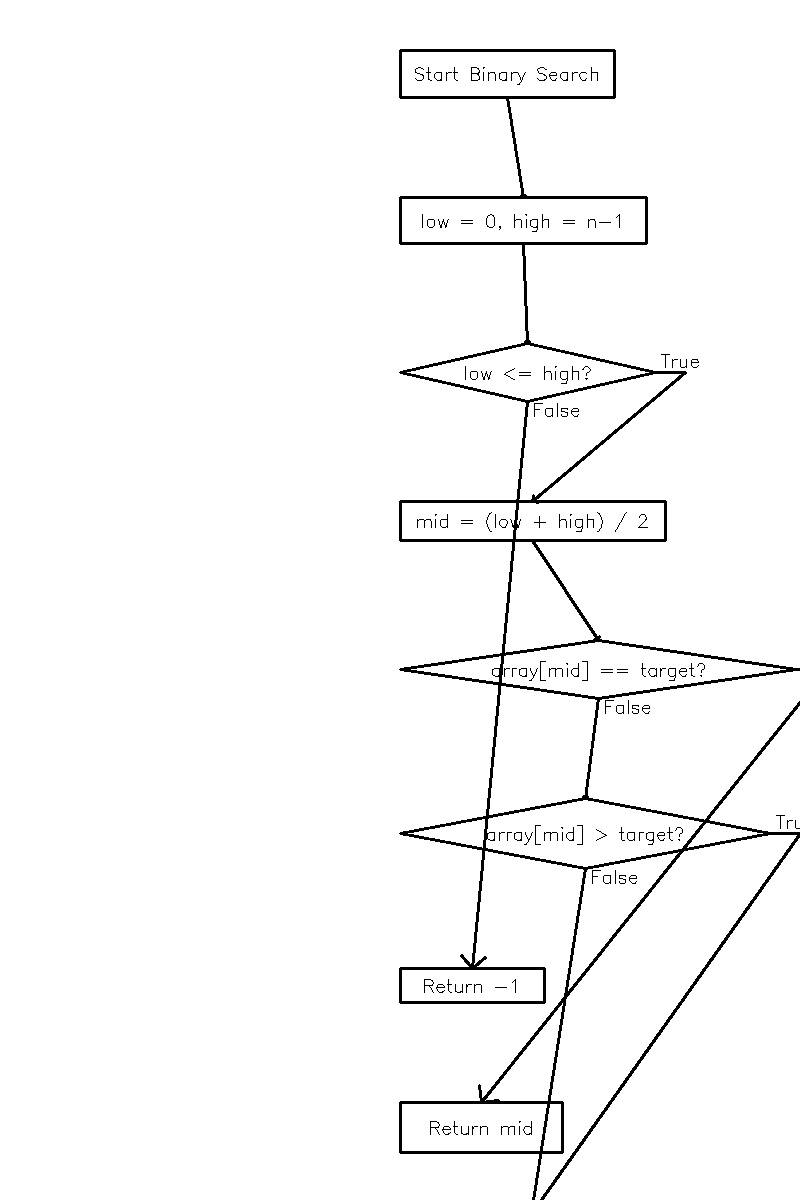 Start Binary Search
low = 0, high = n-1
low <= high?
True
False
mid = (low + high) / 2
array[mid] == target?
False
array[mid] > target?
Tru
False
Return -1
Return mid